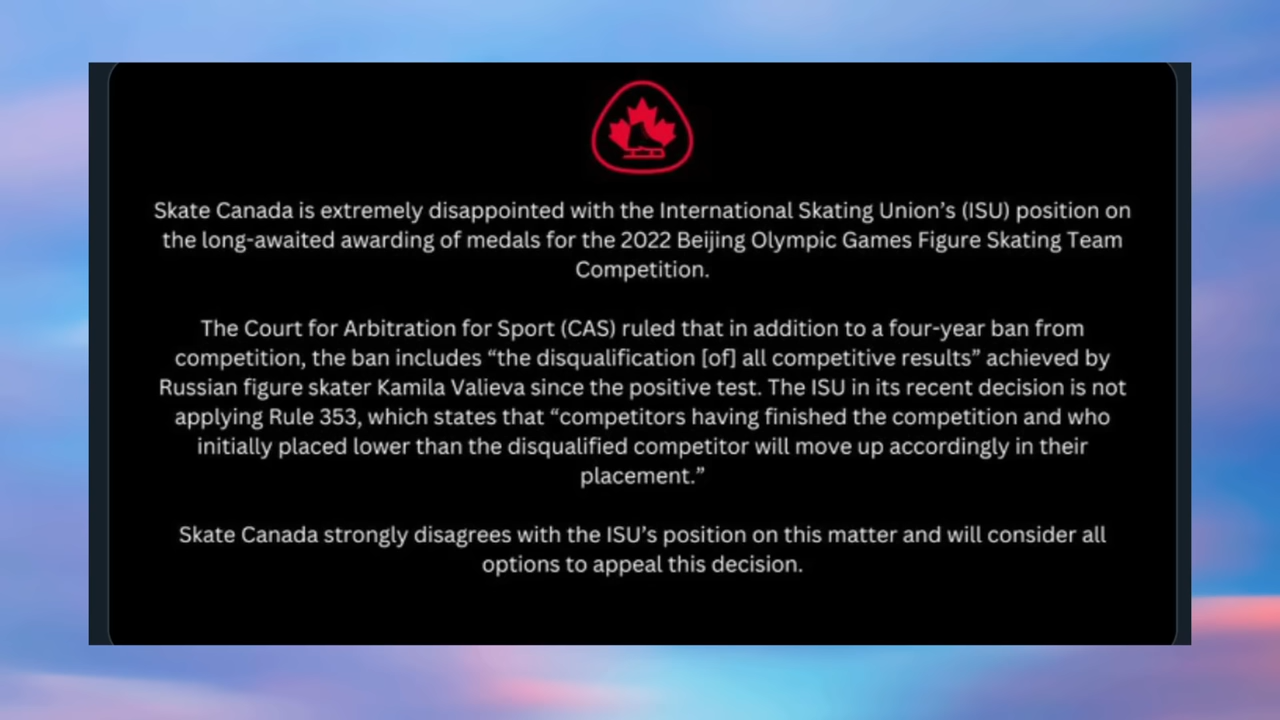 Skate Canada is extremely disappointed with the International Skating Union’s (ISU) position on
the long-awaited awarding of medals for the 2022 Beijing Olympic Games Figure Skating Team
Competition.
The Court for Arbitration for Sport (CAS) ruled that in addition to a four-year ban from
competition, the ban includes “the disqualification [of] all competitive results” achieved by
Russian figure skater Kamila Valieva since the positive test. The ISU in its recent decision is not
applying Rule 353, which states that “competitors having finished the competition and who
initially placed lower than the disqualified competitor will move up accordingly in their
placement.”
Skate Canada strongly disagrees with the ISU’s position on this matter and will consider all
options to appeal this decision.